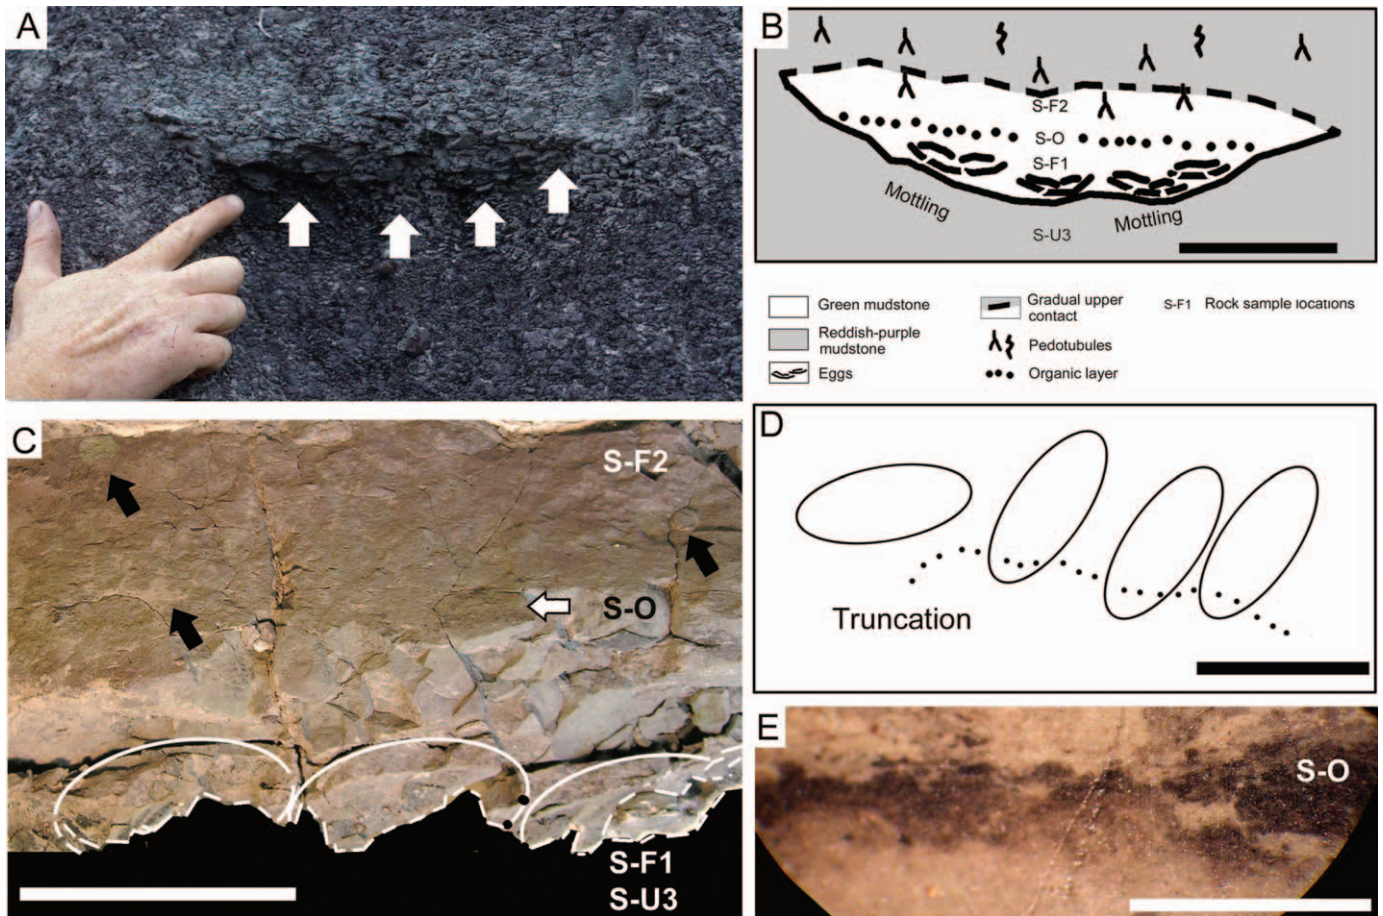 A
B
S-F2
S-O
S-F1
Mottling
Mottling
S-U3
Green mudstone
Reddish-purple
mudstone
Eggs
Gradual upper
contact
Pedotubules
Organic layer
S-F1 Rock sample locations
C
S-F2
S-O
S-F1
S-U3
D
Truncation
E
S-O